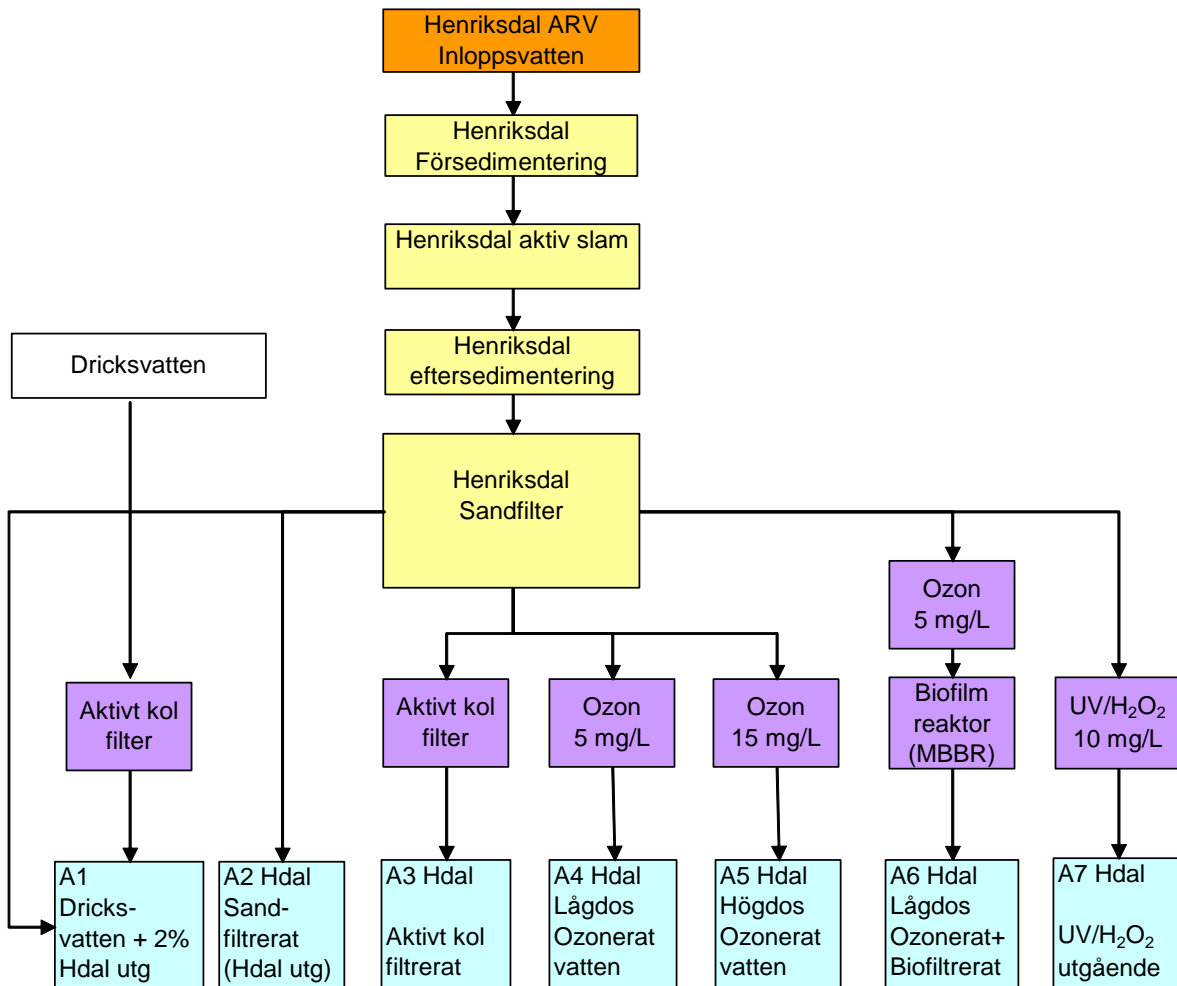 Henriksdal ARV
Inloppsvatten
Henriksdal
Försedimentering
Henriksdal aktiv slam
Henriksdal
eftersedimentering
Dricksvatten
Henriksdal
Sandfilter
Ozon
5 mg/L
Aktivt kol
filter
Aktivt kol
filter
Ozon
5 mg/L
Ozon
15 mg/L
Biofilm
reaktor
(MBBR)
UV/H₂O₂
10 mg/L
A1
Dricks-
vatten + 2%
Hdal utg
A2 Hdal
Sand-
filtrerat
(Hdal utg)
A3 Hdal
Aktivt kol
filtrerat
A4 Hdal
Lågdos
Ozonerat
vatten
A5 Hdal
Högdos
Ozonerat
vatten
A6 Hdal
Lågdos
Ozonerat+
Biofiltrerat
A7 Hdal
UV/H₂O₂
utgående